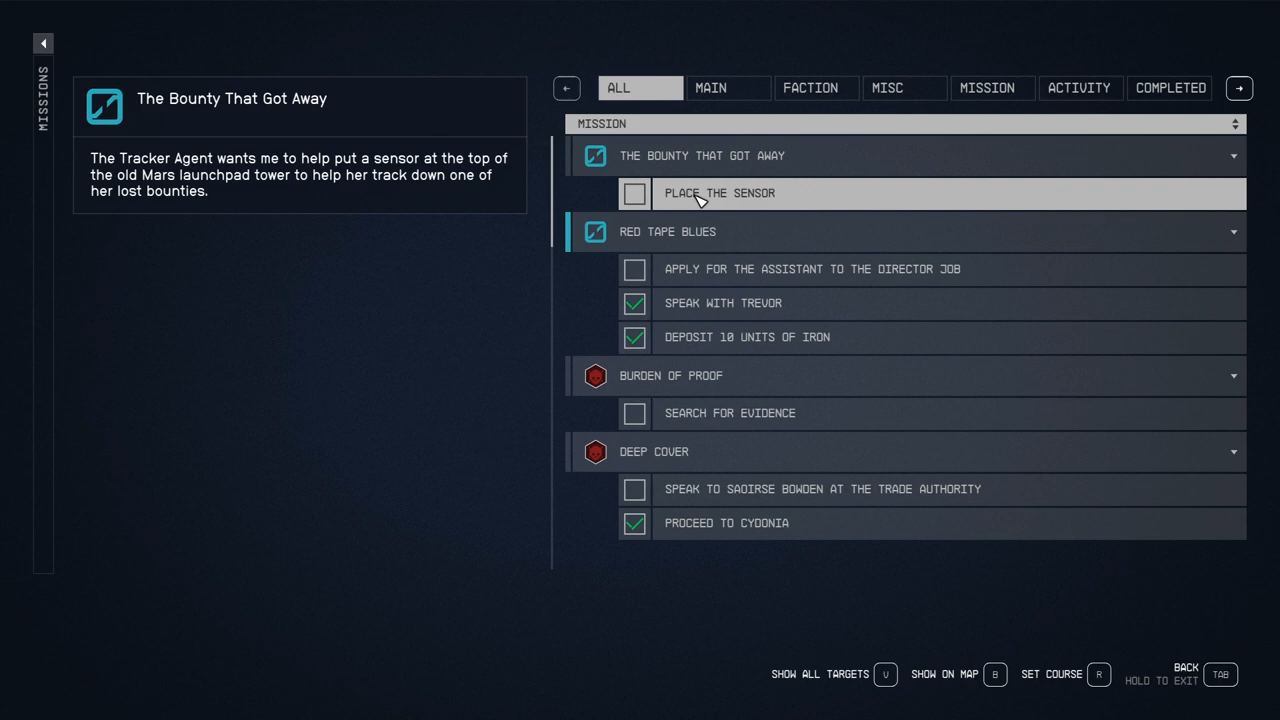 MISSIONS
The Bounty That Got Away
The Tracker Agent wants me to help put a sensor at the top of
the old Mars launchpad tower to help her track down one of
her lost bounties.
ALL MAIN FACTION MISC MISSION ACTIVITY COMPLETED
MISSION
THE BOUNTY THAT GOT AWAY
PLACE THE SENSOR
RED TAPE BLUES
APPLY FOR THE ASSISTANT TO THE DIRECTOR JOB
SPEAK WITH TREVOR
DEPOSIT 10 UNITS OF IRON
BURDEN OF PROOF
SEARCH FOR EVIDENCE
DEEP COVER
SPEAK TO SAOIRSE BOWDEN AT THE TRADE AUTHORITY
PROCEED TO CYDONIA
SHOW ALL TARGETS V SHOW ON MAP B SET COURSE R BACK TAB
HOLD TO EXIT